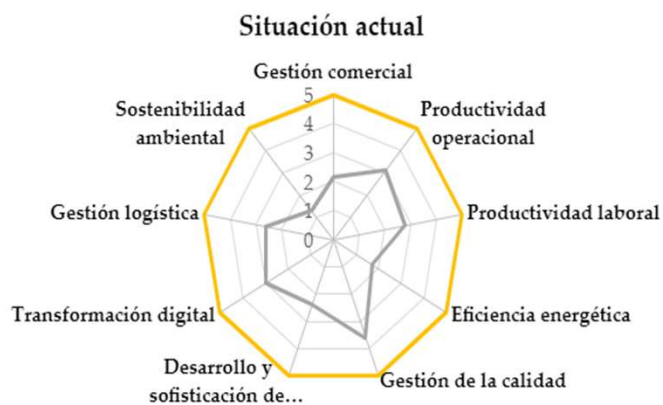 Situación actual
Gestión comercial
5
4
3
2
1
0
Productividad
operacional
Productividad laboral
Eficiencia energética
Gestión de la calidad
Desarrollo y
sofisticación de...
Transformación digital
Gestión logística
Sostenibilidad
ambiental